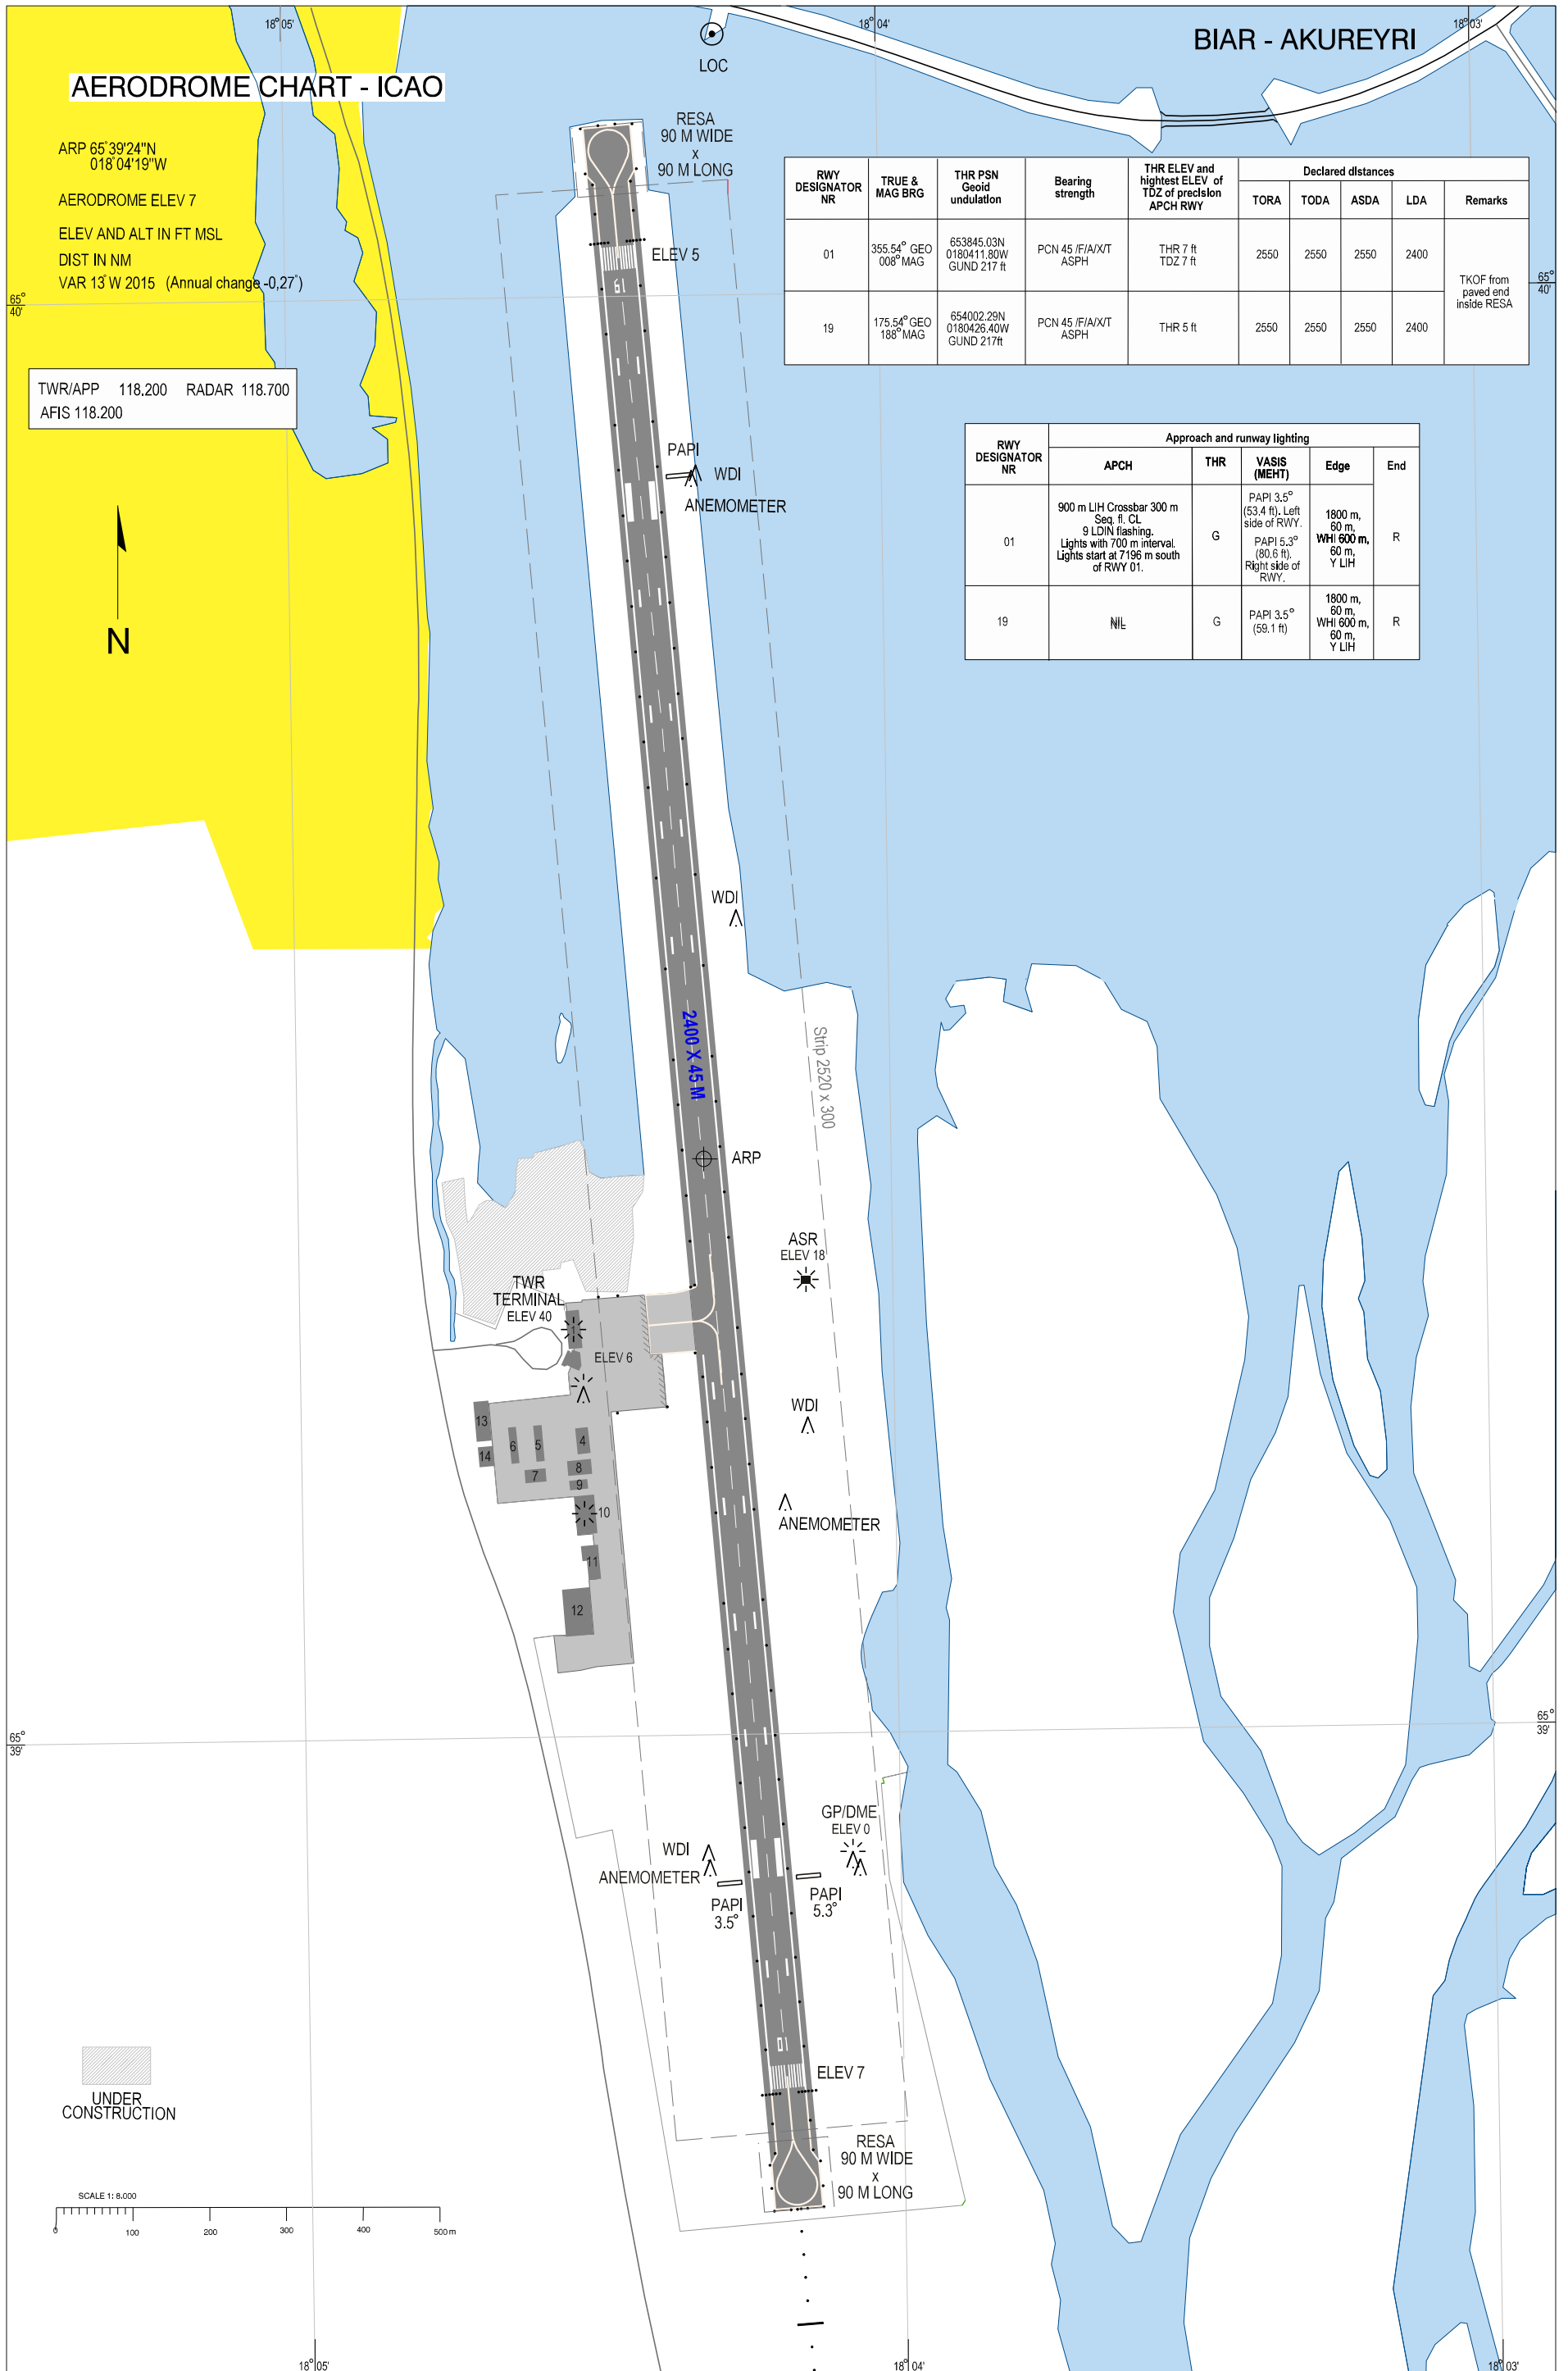 18°05'
18°04'
18°03'
LOC
BIAR - AKUREYRI
AERODROME CHART - ICAO
ARP 65°39'24"N
018°04'19"W
AERODROME ELEV 7
ELEV AND ALT IN FT MSL
DIST IN NM
VAR 13°W 2015 (Annual change -0,27°)
65°
40'
65°
40'
TWR/APP 118.200 RADAR 118.700
AFIS 118.200
N
RESA
90 M WIDE
x
90 M LONG
ELEV 5
19
RWY
DESIGNATOR
NR
TRUE &
MAG BRG
THR PSN
Geoid
undulation
Bearing
strength
THR ELEV and
hightest ELEV of
TDZ of precision
APCH RWY
Declared distances
TORA
TODA
ASDA
LDA
Remarks
01
355.54° GEO
008° MAG
653845.03N
0180411.80W
GUND 217 ft
PCN 45 /F/A/X/T
ASPH
THR 7 ft
TDZ 7 ft
2550
2550
2550
2400
TKOF from
paved end
inside RESA
19
175.54° GEO
188° MAG
654002.29N
0180426.40W
GUND 217ft
PCN 45 /F/A/X/T
ASPH
THR 5 ft
2550
2550
2550
2400
RWY
DESIGNATOR
NR
Approach and runway lighting
APCH
THR
VASIS
(MEHT)
Edge
End
01
900 m LIH Crossbar 300 m
Seq. fl. CL
9 LDIN flashing.
Lights with 700 m interval.
Lights start at 7196 m south
of RWY 01.
G
PAPI 3.5°
(53.4 ft). Left
side of RWY.
PAPI 5.3°
(80.6 ft).
Right side of
RWY.
1800 m,
60 m,
WHI 600 m,
60 m,
Y LIH
R
19
NIL
G
PAPI 3.5°
(59.1 ft)
1800 m,
60 m,
WHI 600 m,
60 m,
Y LIH
R
PAPI
WDI
ANEMOMETER
WDI
2400 X 45 M
Strip 2520 x 300
ARP
ASR
ELEV 18
TWR
TERMINAL
ELEV 40
1
ELEV 6
WDI
13
14
6
5
4
7
8
9
10
11
12
ANEMOMETER
65°
39'
65°
39'
GP/DME
ELEV 0
WDI
ANEMOMETER
PAPI
3.5°
PAPI
5.3°
01
ELEV 7
RESA
90 M WIDE
x
90 M LONG
UNDER
CONSTRUCTION
SCALE 1: 8.000
0
100
200
300
400
500 m
18°05'
18°04'
18°03'